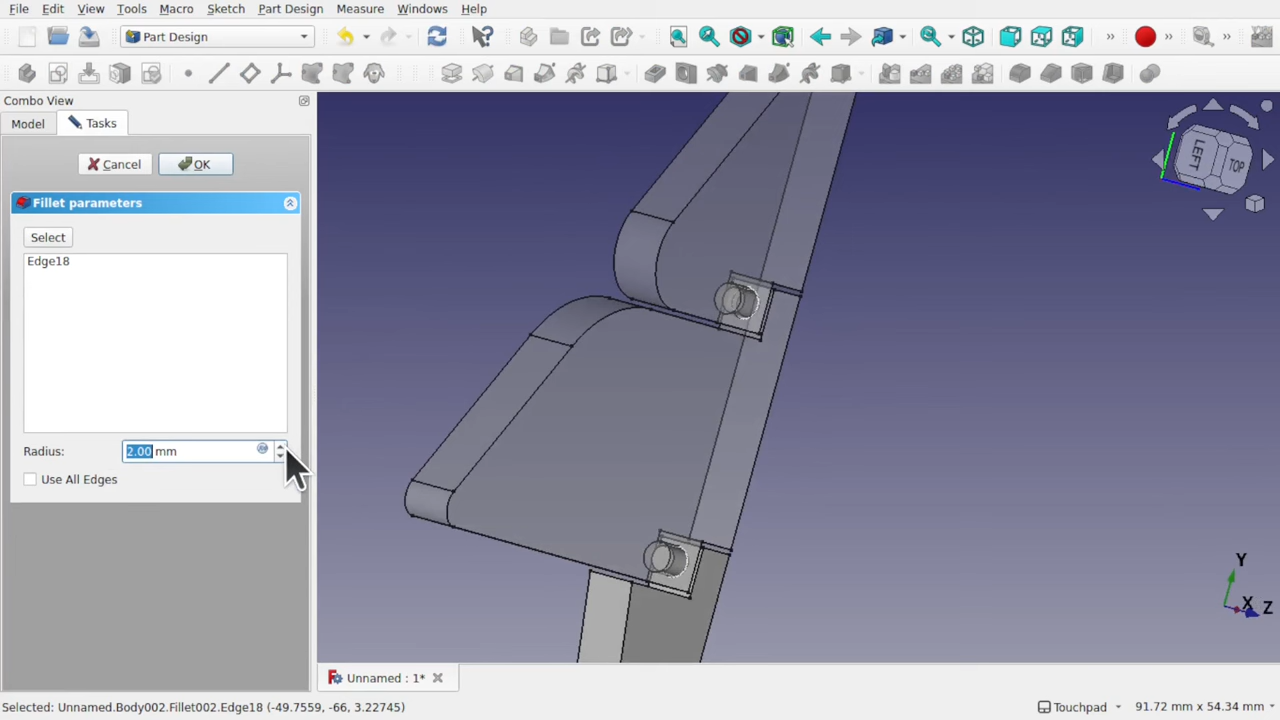 File Edit View Tools Macro Sketch Part Design Measure Windows Help
Part Design
Combo View
Model Tasks
Cancel OK
Fillet parameters
Select
Edge18
Radius: 2.00 mm
Use All Edges
LEFT TOP
Y
X
Z
Unnamed : 1*
Selected: Unnamed.Body002.Fillet002.Edge18 (-49.7559, -66, 3.22745) Touchpad 91.72 mm x 54.34 mm